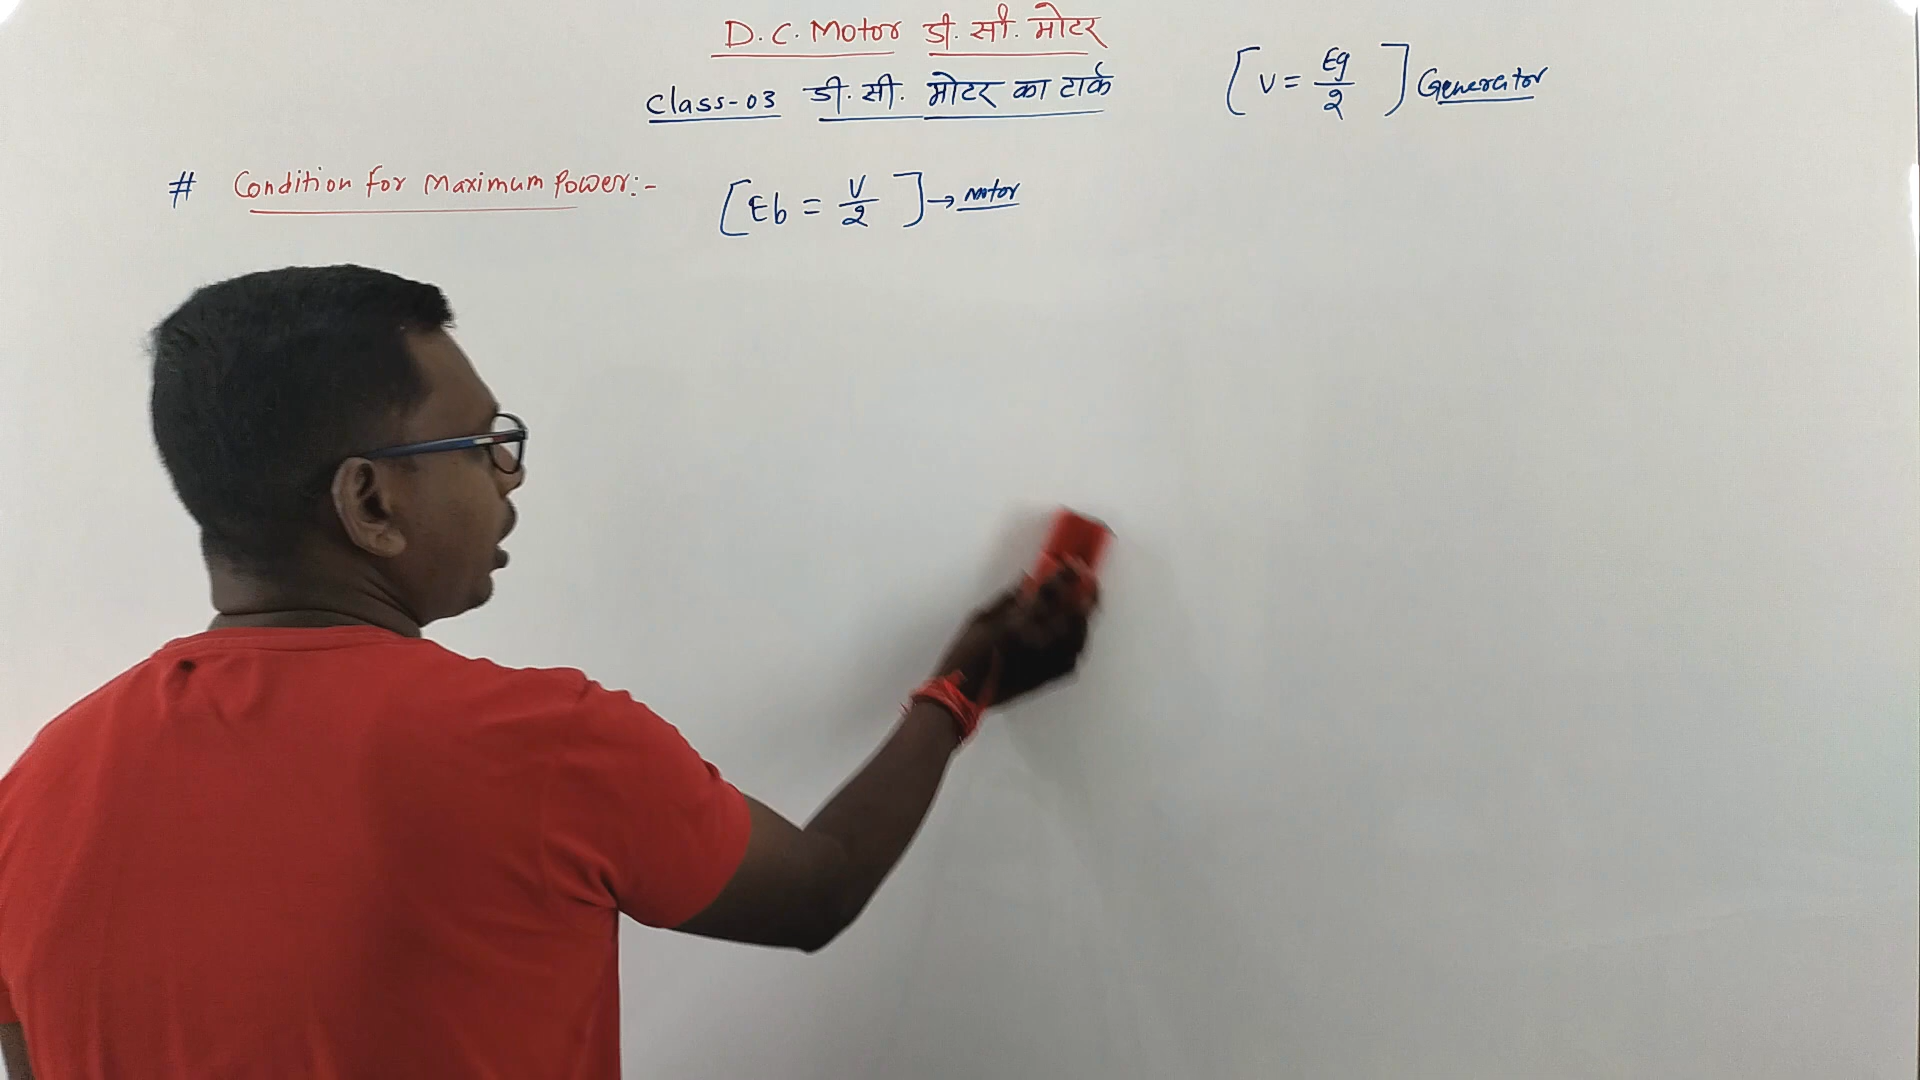 D.C. Motor डी. सी. मोटर
Class-03 डी. सी. मोटर का टार्क
[V = Eg/2] Generator
# Condition for Maximum Power:- [Eb = V/2] → Motor